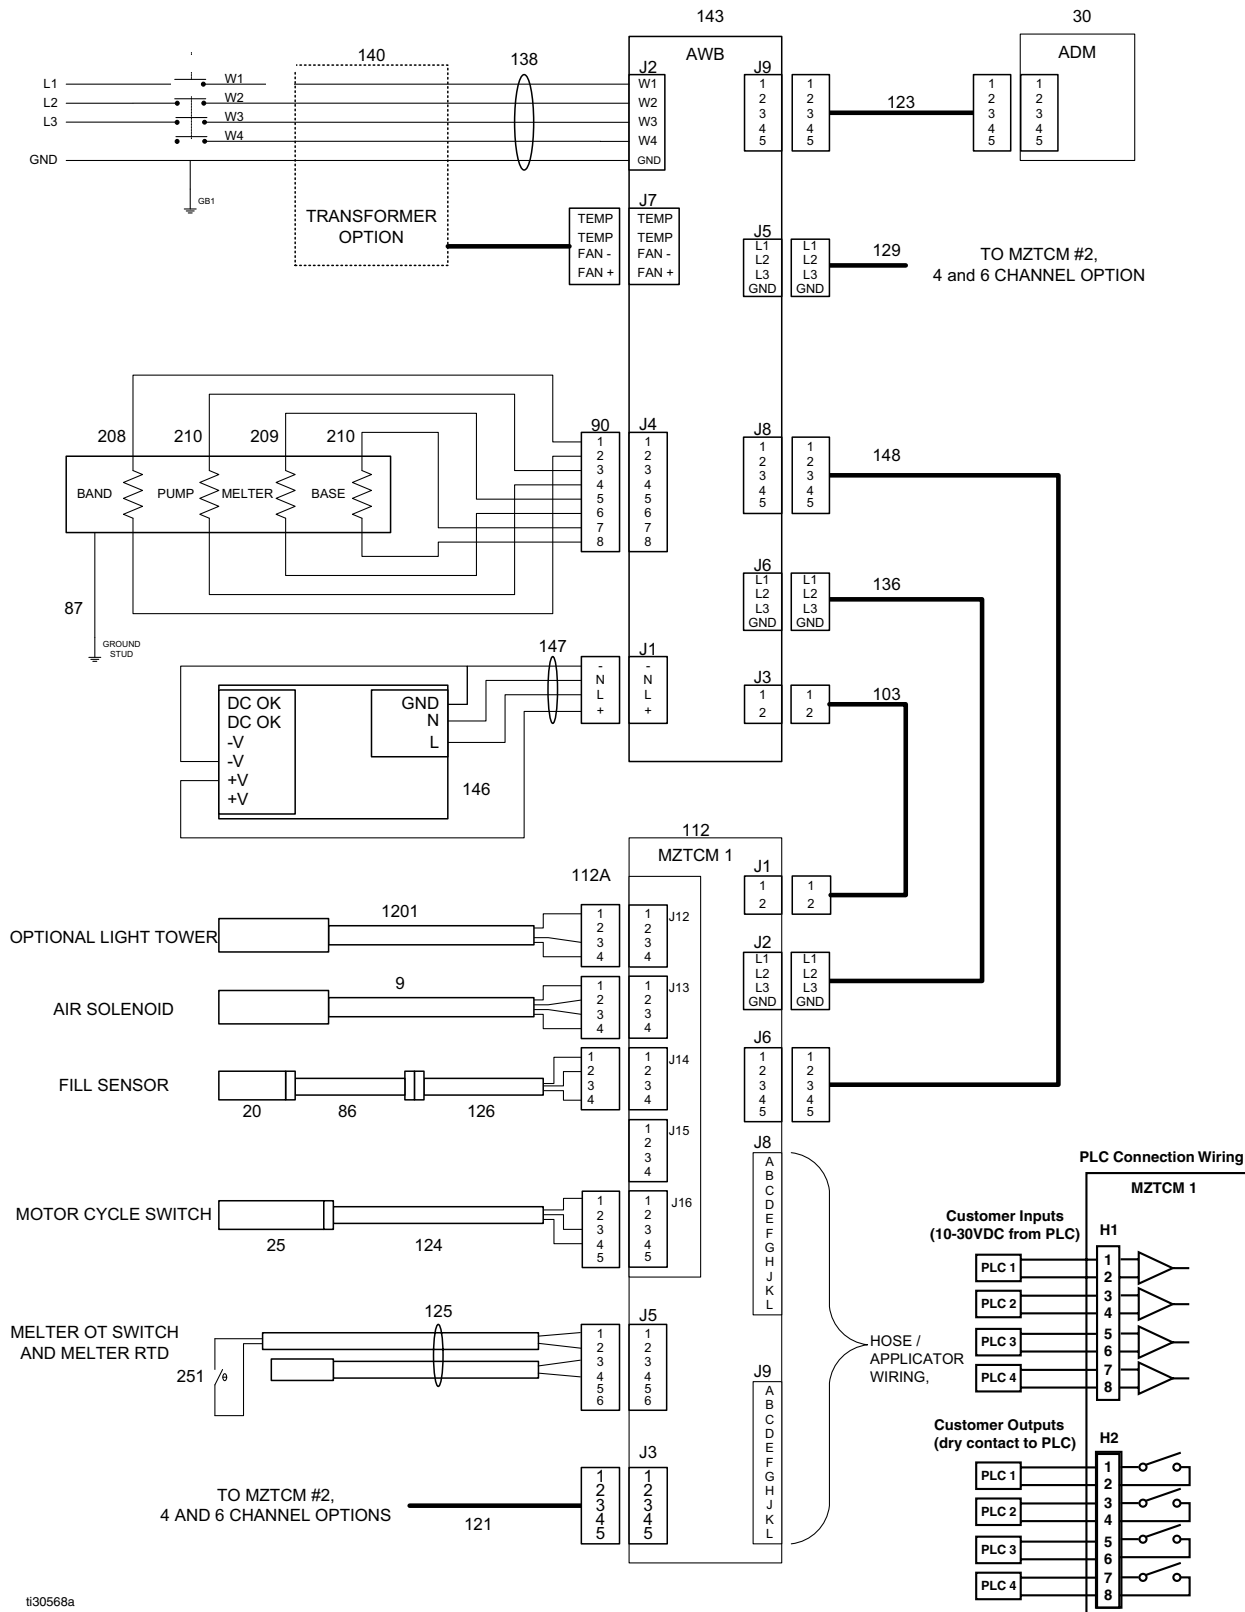 143
30
140
138
AWB
ADM
L1
L2
L3
GND
W1
W2
W3
W4
GB1
J2
W1
W2
W3
W4
GND
J9
1
2
3
4
5
1
2
3
4
5
123
1
2
3
4
5
1
2
3
4
5
TRANSFORMER
OPTION
TEMP
TEMP
FAN -
FAN +
J7
TEMP
TEMP
FAN -
FAN +
J5
L1
L2
L3
GND
L1
L2
L3
GND
129
TO MZTCM #2,
4 and 6 CHANNEL OPTION
208
210
209
210
BAND
PUMP
MELTER
BASE
87
GROUND
STUD
90
1
2
3
4
5
6
7
8
J4
1
2
3
4
5
6
7
8
J8
1
2
3
4
5
1
2
3
4
5
148
J6
L1
L2
L3
GND
L1
L2
L3
GND
136
147
-
N
L
+
J1
-
N
L
+
J3
1
2
1
2
103
DC OK
DC OK
-V
-V
+V
+V
GND
N
L
146
112
MZTCM 1
112A
J1
1
2
1
2
OPTIONAL LIGHT TOWER
1201
1
2
3
4
1
2
3
4
J12
J2
L1
L2
L3
GND
L1
L2
L3
GND
AIR SOLENOID
9
1
2
3
4
1
2
3
4
J13
FILL SENSOR
20
86
126
1
2
3
4
1
2
3
4
J14
J6
1
2
3
4
5
1
2
3
4
5
1
2
3
4
J15
MOTOR CYCLE SWITCH
25
124
1
2
3
4
5
1
2
3
4
5
J16
J8
A
B
C
D
E
F
G
H
J
K
L
MELTER OT SWITCH
AND MELTER RTD
251
θ
125
1
2
3
4
5
6
J5
1
2
3
4
5
6
J9
A
B
C
D
E
F
G
H
J
K
L
HOSE /
APPLICATOR
WIRING,
TO MZTCM #2,
4 AND 6 CHANNEL OPTIONS
121
1
2
3
4
5
J3
1
2
3
4
5
PLC Connection Wiring
MZTCM 1
Customer Inputs
(10-30VDC from PLC)
H1
PLC 1
PLC 2
PLC 3
PLC 4
1
2
3
4
5
6
7
8
Customer Outputs
(dry contact to PLC)
H2
PLC 1
PLC 2
PLC 3
PLC 4
1
2
3
4
5
6
7
8
ti30568a